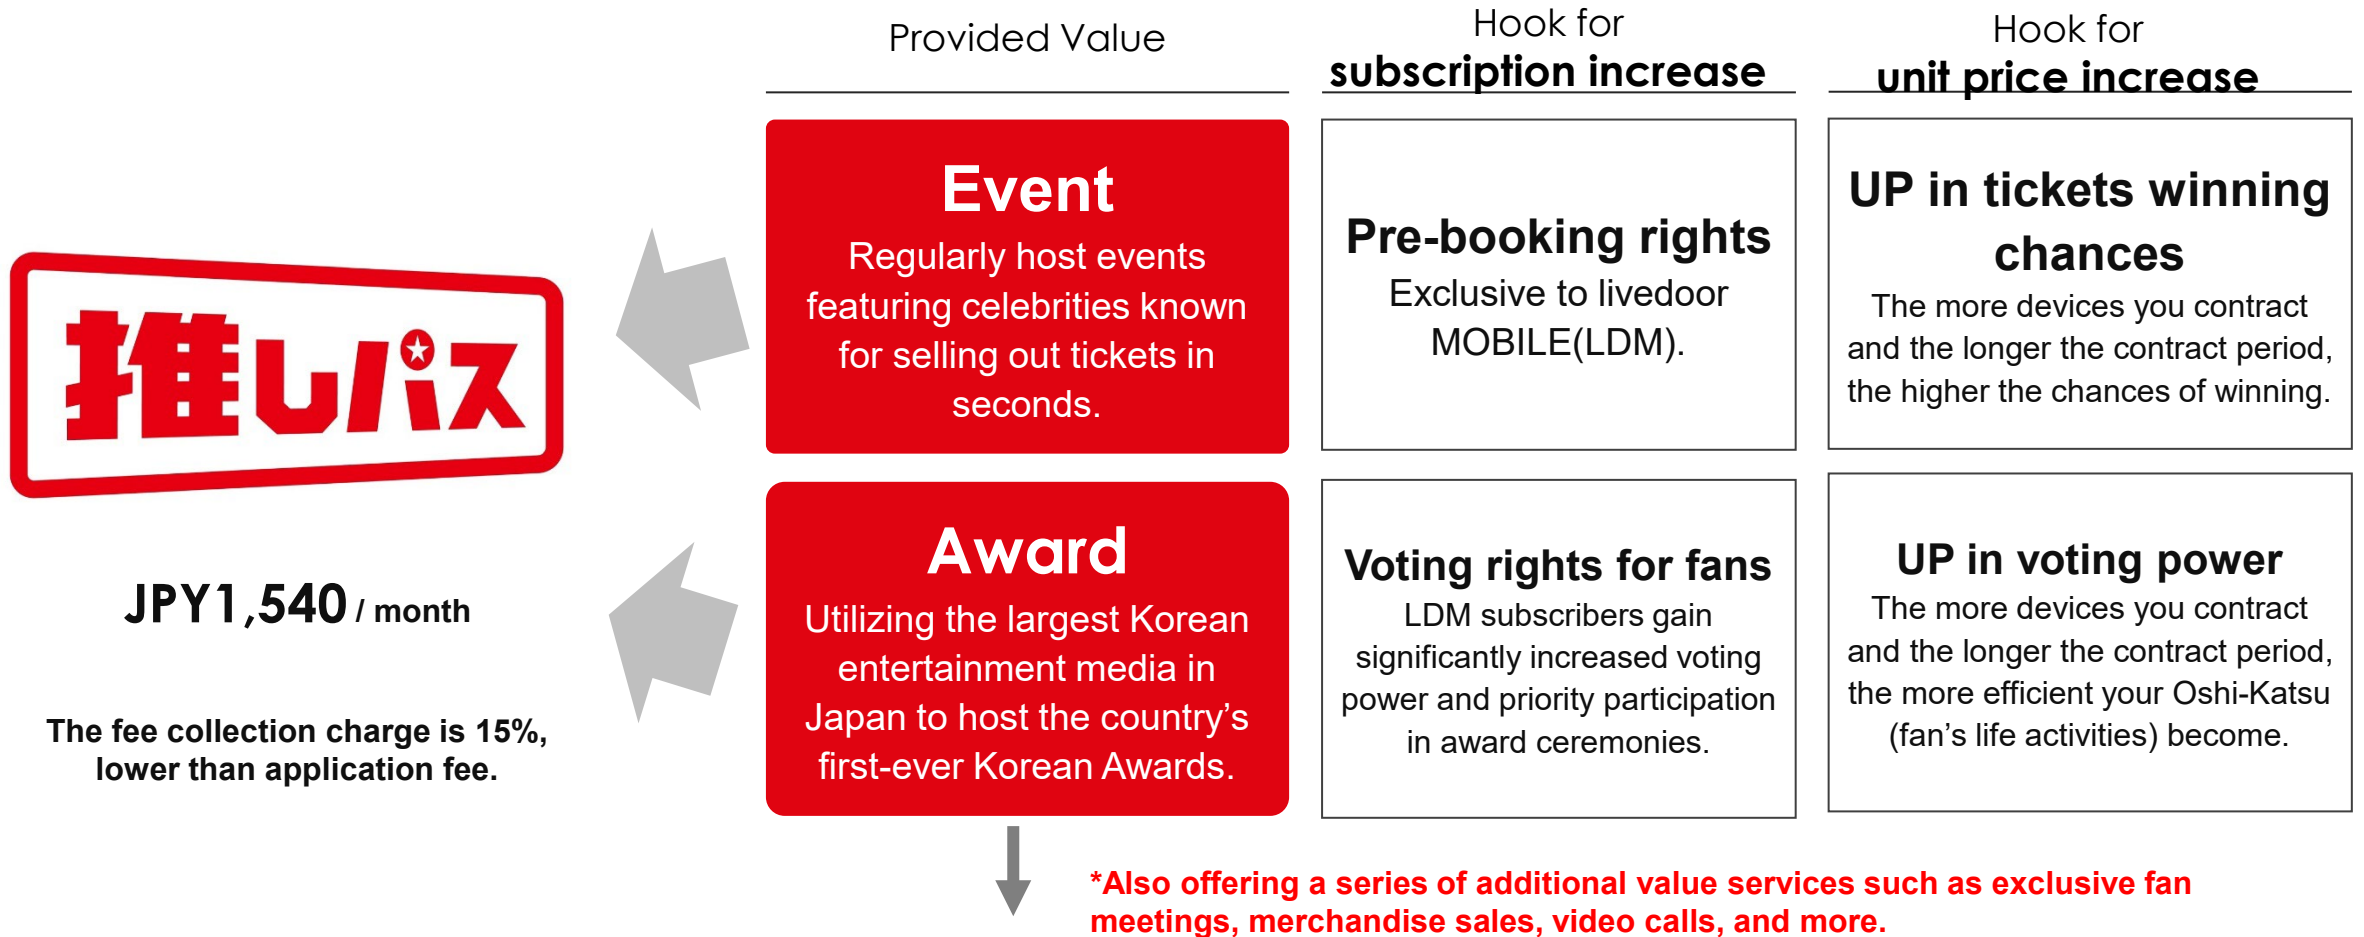 Provided Value
Hook for
subscription increase
Hook for
unit price increase
推しパス
JPY1,540 / month
The fee collection charge is 15%,
lower than application fee.
Event
Regularly host events
featuring celebrities known
for selling out tickets in
seconds.
Pre-booking rights
Exclusive to livedoor
MOBILE(LDM).
UP in tickets winning
chances
The more devices you contract
and the longer the contract period,
the higher the chances of winning.
Award
Utilizing the largest Korean
entertainment media in
Japan to host the country’s
first-ever Korean Awards.
Voting rights for fans
LDM subscribers gain
significantly increased voting
power and priority participation
in award ceremonies.
UP in voting power
The more devices you contract
and the longer the contract period,
the more efficient your Oshi-Katsu
(fan’s life activities) become.
*Also offering a series of additional value services such as exclusive fan
meetings, merchandise sales, video calls, and more.